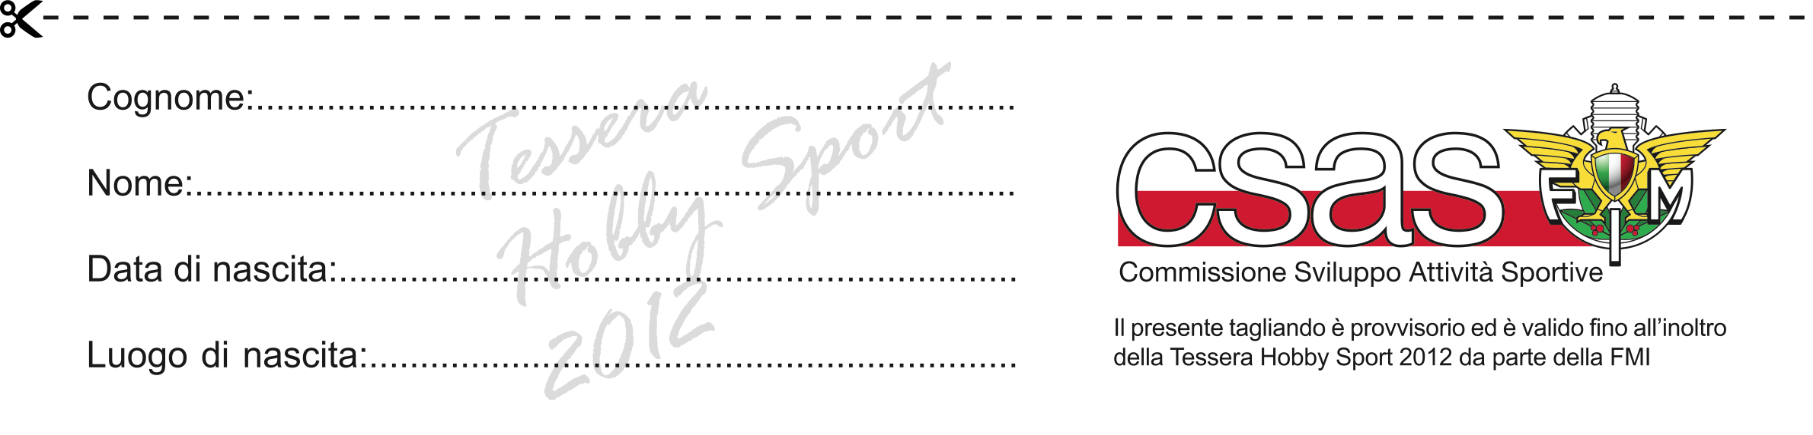 Cognome:...........................................................................
Nome:.................................................................................
Data di nascita:...................................................................
Luogo di nascita:................................................................
Tessera
Hobby Sport
2012
csas
F M I
Commissione Sviluppo Attività Sportive
Il presente tagliando è provvisorio ed è valido fino all'inoltro
della Tessera Hobby Sport 2012 da parte della FMI